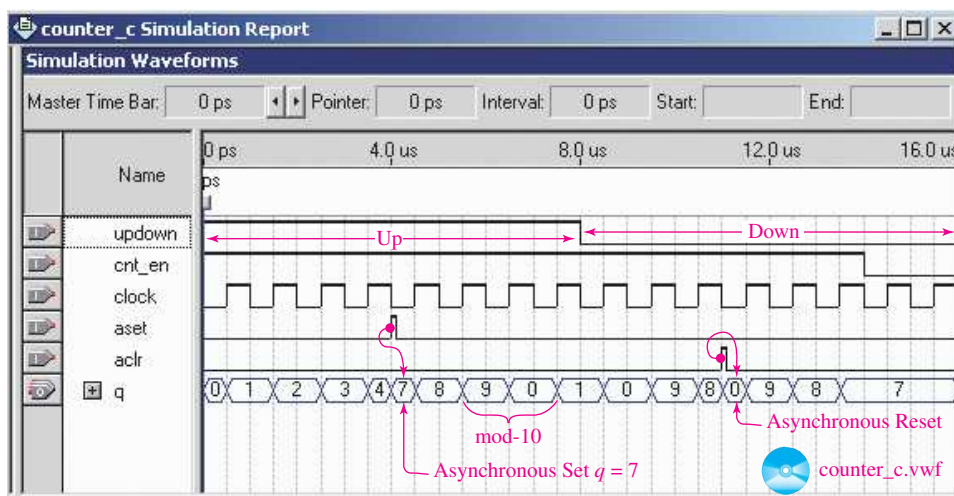 counter_c Simulation Report
Simulation Waveforms
Master Time Bar: 0 ps Pointer: 0 ps Interval: 0 ps Start: End:
Name
0 ps 4.0 us 8.0 us 12.0 us 16.0 us
ps
updown
Up Down
cnt_en
clock
aset
aclr
q 0 1 2 3 4 7 8 9 0 1 0 9 8 0 9 8 7
mod-10
Asynchronous Reset
Asynchronous Set q = 7
counter_c.vwf